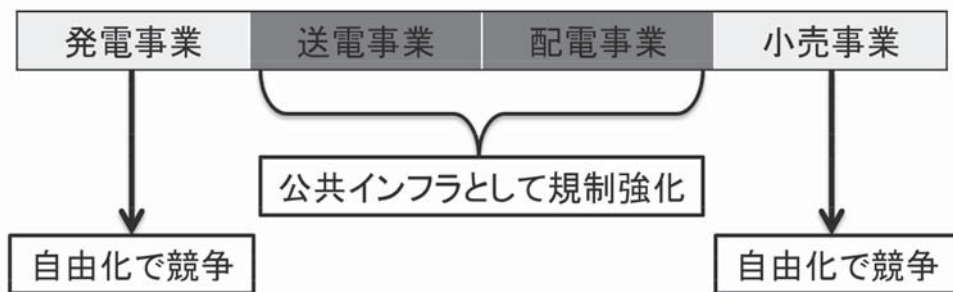 発電事業 送電事業 配電事業 小売事業
公共インフラとして規制強化
自由化で競争 自由化で競争